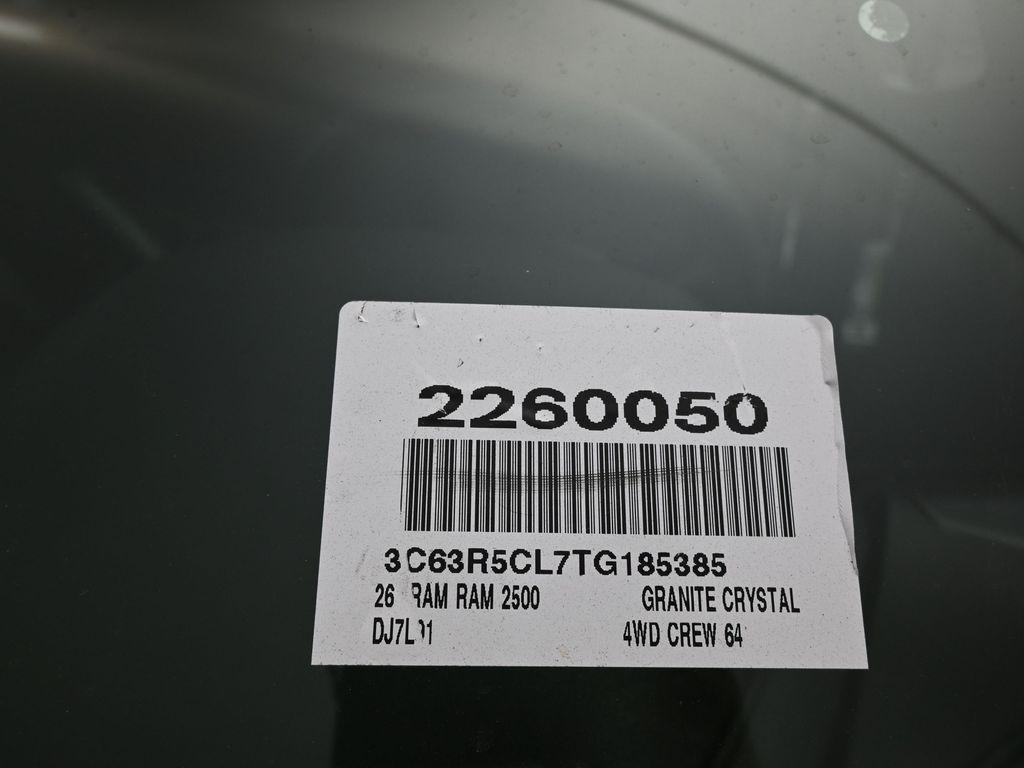 2260050
3C63R5CL7TG185385
26 RAM RAM 2500 GRANITE CRYSTAL
4WD CREW 64